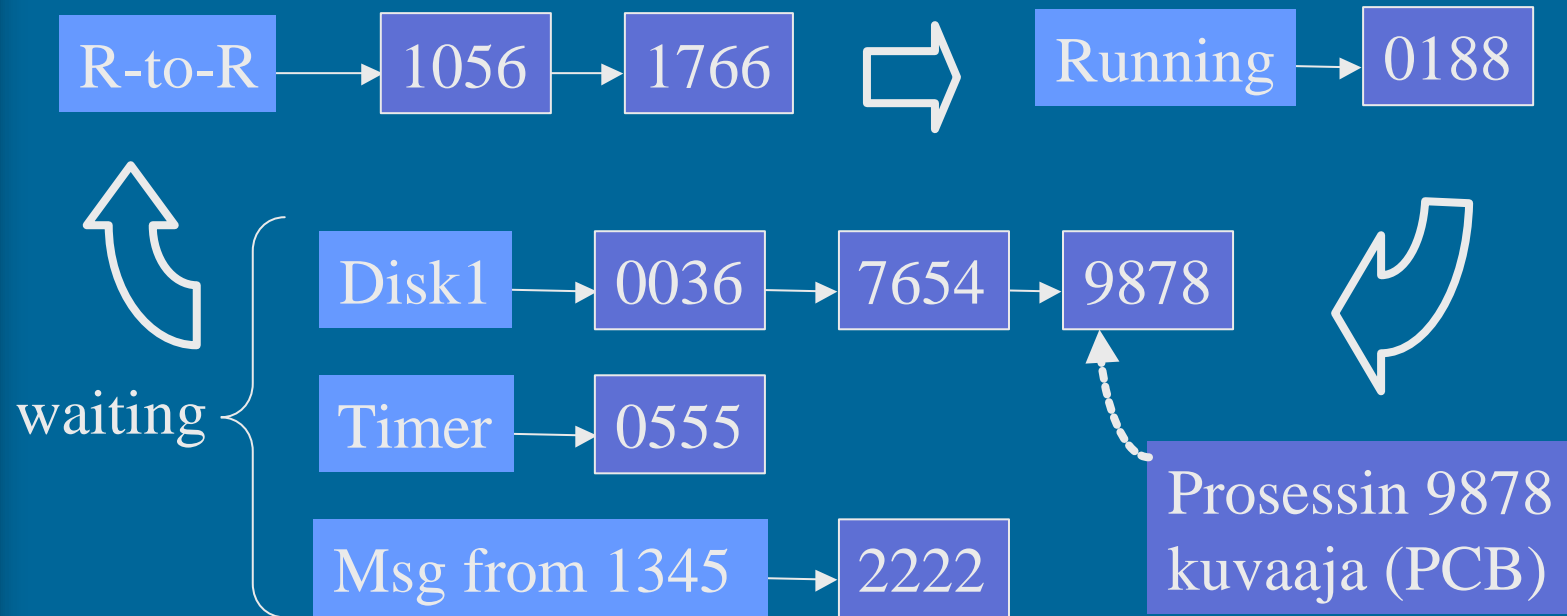 R-to-R 1056 1766 Running 0188
Disk1 0036 7654 9878
waiting Timer 0555
Prosessin 9878
kuvaaja (PCB)
Msg from 1345 2222